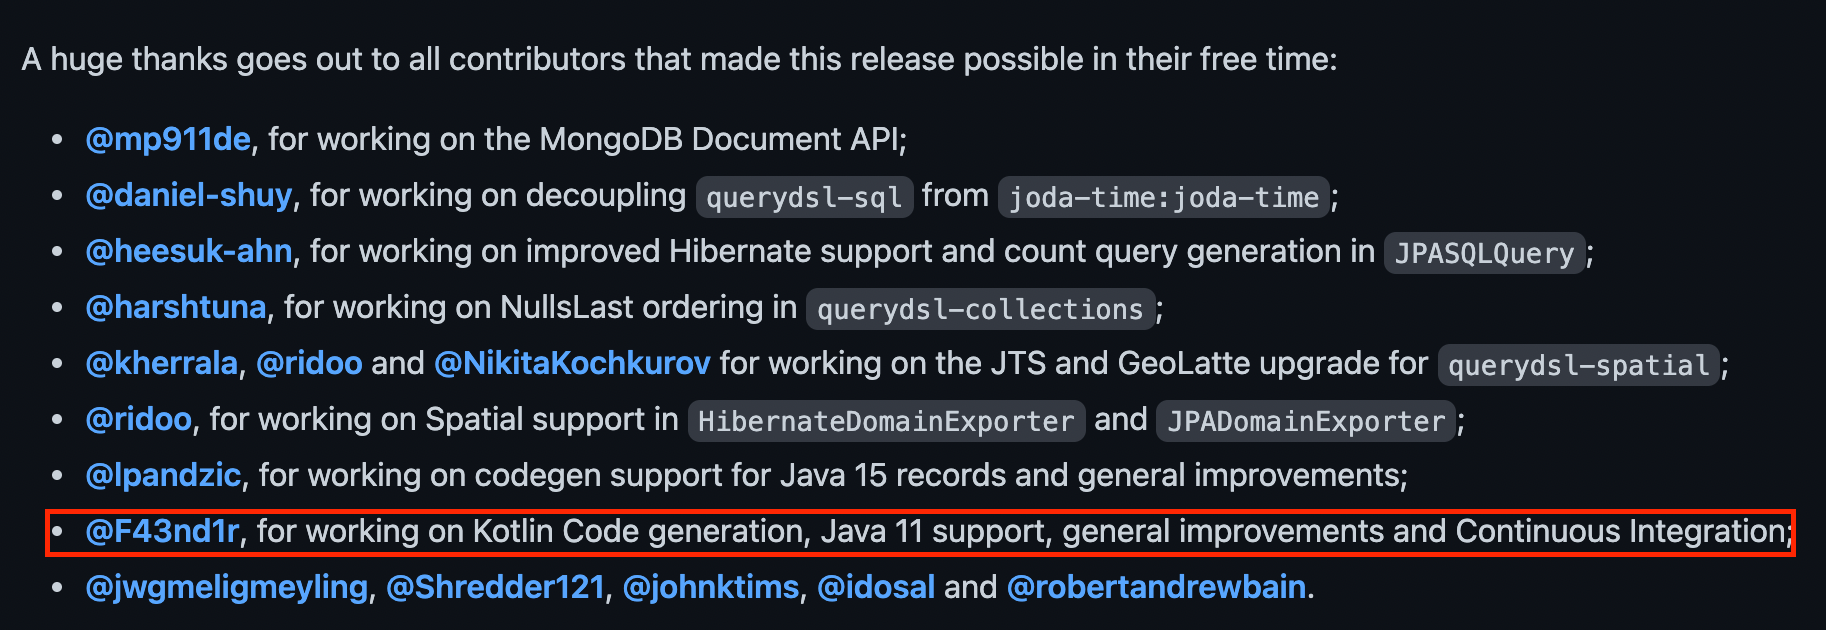 A huge thanks goes out to all contributors that made this release possible in their free time:
• @mp911de, for working on the MongoDB Document API;
• @daniel-shuy, for working on decoupling querydsl-sql from joda-time:joda-time;
• @heesuk-ahn, for working on improved Hibernate support and count query generation in JPASQLQuery;
• @harshtuna, for working on NullsLast ordering in querydsl-collections;
• @kherrala, @ridoo and @NikitaKochkurov for working on the JTS and GeoLatte upgrade for querydsl-spatial;
• @ridoo, for working on Spatial support in HibernateDomainExporter and JPADomainExporter;
• @lpandzic, for working on codegen support for Java 15 records and general improvements;
• @F43nd1r, for working on Kotlin Code generation, Java 11 support, general improvements and Continuous Integration;
• @jwgmeligmeyling, @Shredder121, @johnktims, @idosal and @robertandrewbain.